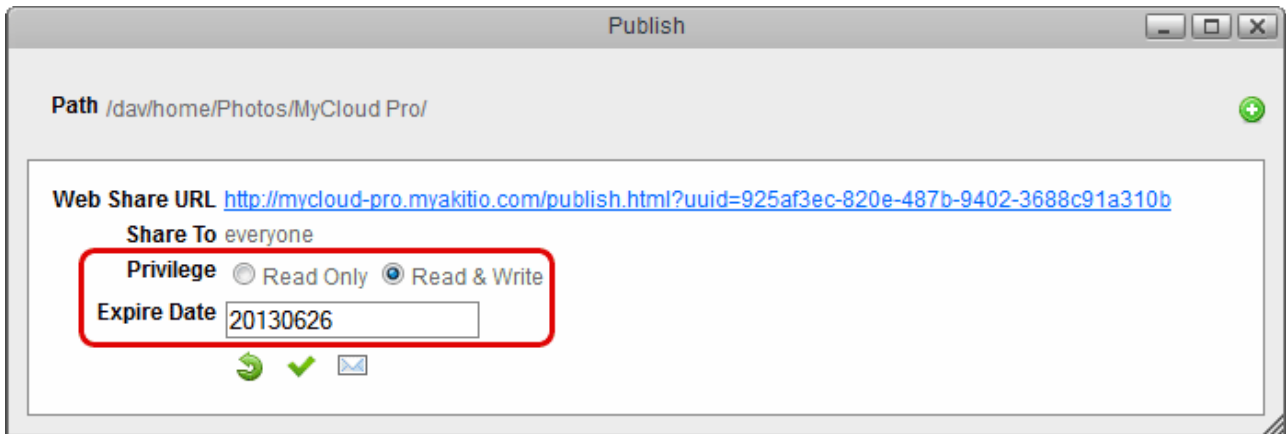 Publish
Path /dav/home/Photos/MyCloud Pro/
Web Share URL http://mycloud-pro.myakitio.com/publish.html?uuid=925af3ec-820e-487b-9402-3688c91a310b
Share To everyone
Privilege Read Only Read & Write
Expire Date 20130626